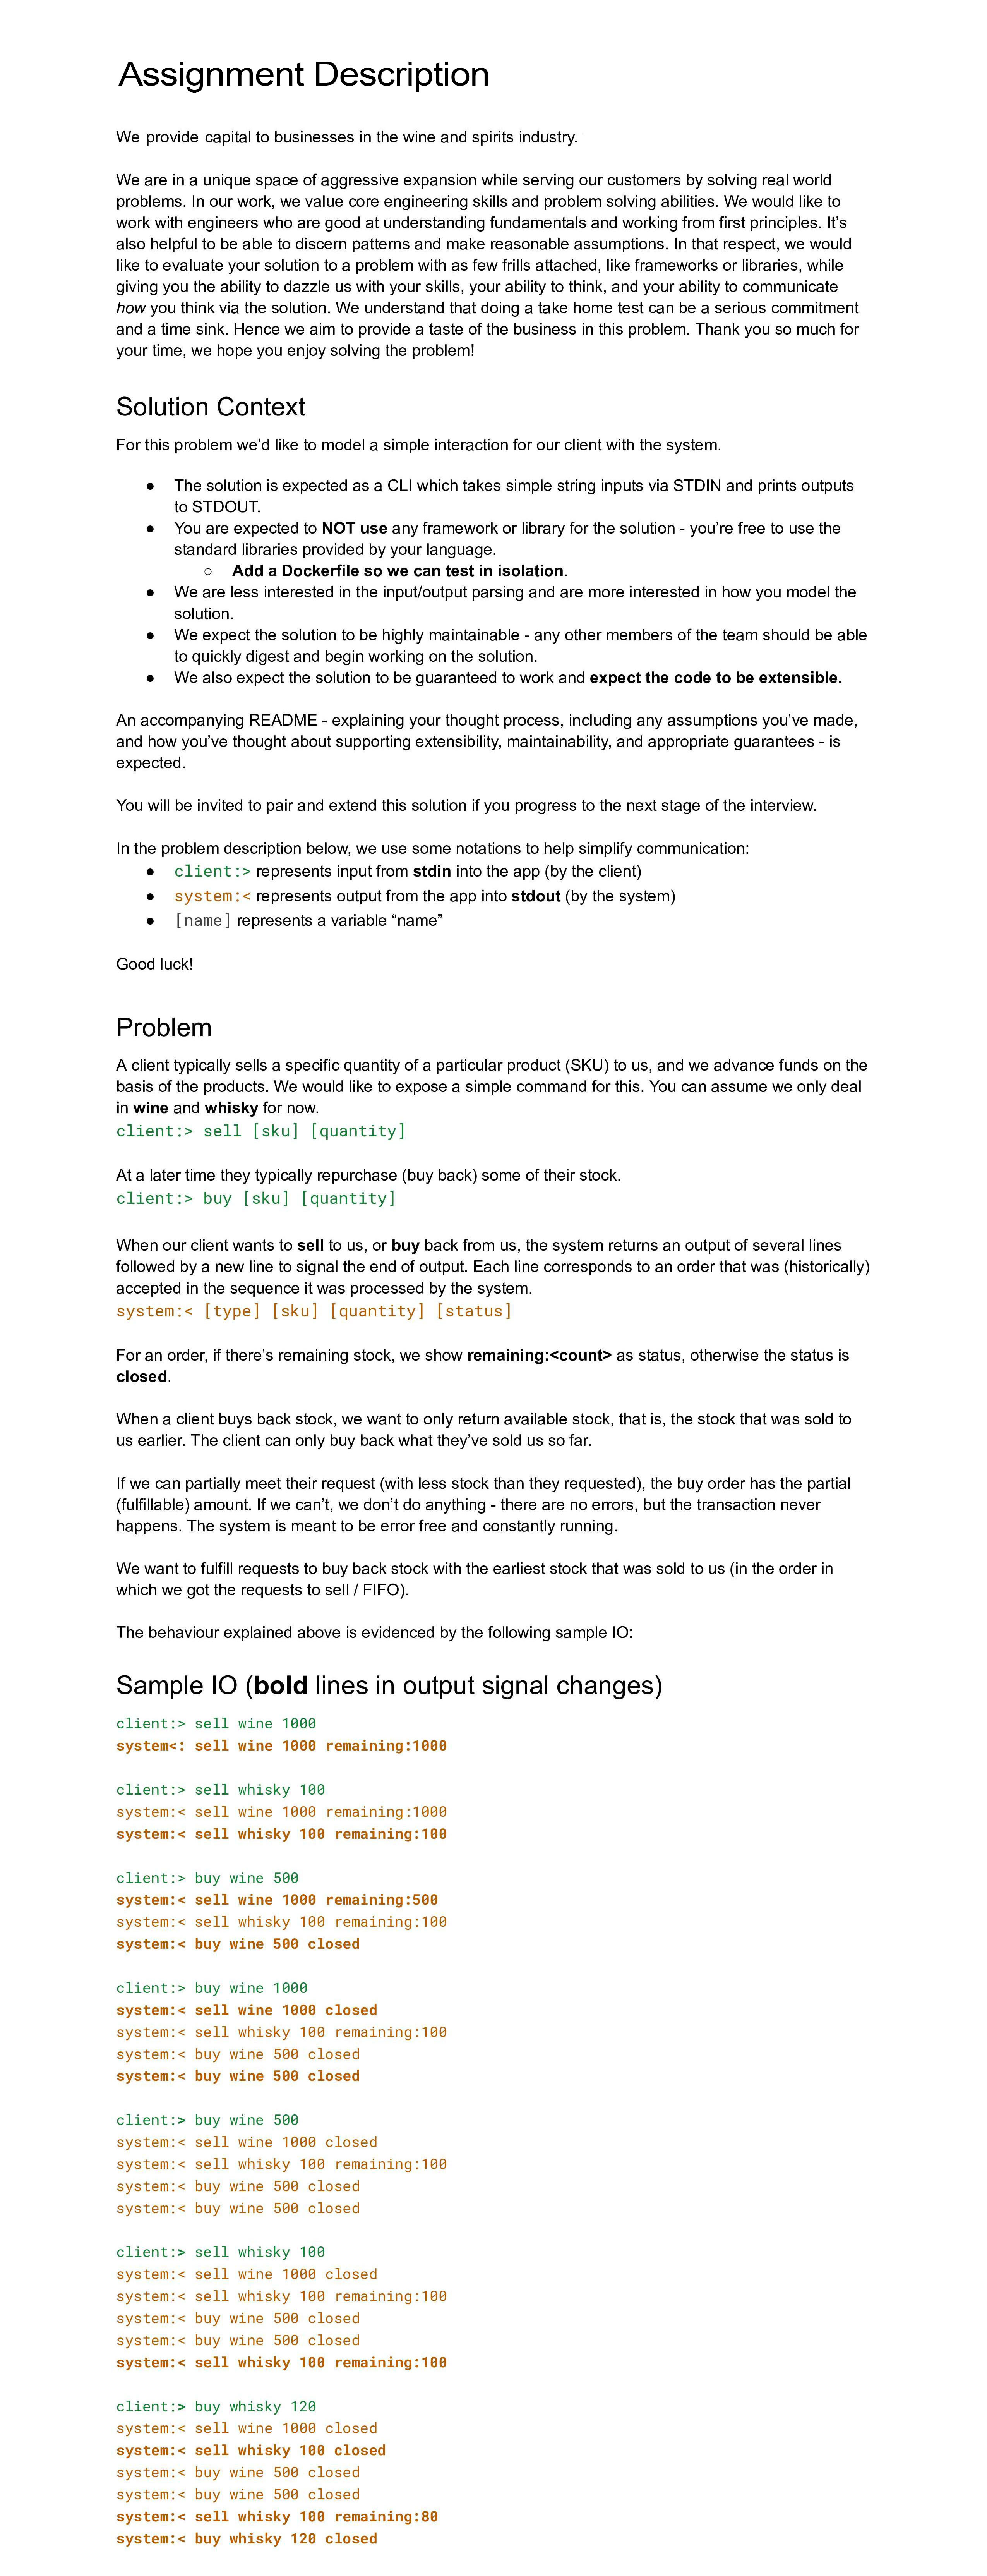 Assignment Description
We provide capital to businesses in the wine and spirits industry.
We are in a unique space of aggressive expansion while serving our customers by solving real world
problems. In our work, we value core engineering skills and problem solving abilities. We would like to
work with engineers who are good at understanding fundamentals and working from first principles. It’s
also helpful to be able to discern patterns and make reasonable assumptions. In that respect, we would
like to evaluate your solution to a problem with as few frills attached, like frameworks or libraries, while
giving you the ability to dazzle us with your skills, your ability to think, and your ability to communicate
how you think via the solution. We understand that doing a take home test can be a serious commitment
and a time sink. Hence we aim to provide a taste of the business in this problem. Thank you so much for
your time, we hope you enjoy solving the problem!
Solution Context
For this problem we’d like to model a simple interaction for our client with the system.
● The solution is expected as a CLI which takes simple string inputs via STDIN and prints outputs
to STDOUT.
● You are expected to NOT use any framework or library for the solution - you’re free to use the
standard libraries provided by your language.
○ Add a Dockerfile so we can test in isolation.
● We are less interested in the input/output parsing and are more interested in how you model the
solution.
● We expect the solution to be highly maintainable - any other members of the team should be able
to quickly digest and begin working on the solution.
● We also expect the solution to be guaranteed to work and expect the code to be extensible.
An accompanying README - explaining your thought process, including any assumptions you’ve made,
and how you’ve thought about supporting extensibility, maintainability, and appropriate guarantees - is
expected.
You will be invited to pair and extend this solution if you progress to the next stage of the interview.
In the problem description below, we use some notations to help simplify communication:
● client:> represents input from stdin into the app (by the client)
● system:< represents output from the app into stdout (by the system)
● [name] represents a variable “name”
Good luck!
Problem
A client typically sells a specific quantity of a particular product (SKU) to us, and we advance funds on the
basis of the products. We would like to expose a simple command for this. You can assume we only deal
in wine and whisky for now.
client:> sell [sku] [quantity]
At a later time they typically repurchase (buy back) some of their stock.
client:> buy [sku] [quantity]
When our client wants to sell to us, or buy back from us, the system returns an output of several lines
followed by a new line to signal the end of output. Each line corresponds to an order that was (historically)
accepted in the sequence it was processed by the system.
system:< [type] [sku] [quantity] [status]
For an order, if there’s remaining stock, we show remaining:<count> as status, otherwise the status is
closed.
When a client buys back stock, we want to only return available stock, that is, the stock that was sold to
us earlier. The client can only buy back what they’ve sold us so far.
If we can partially meet their request (with less stock than they requested), the buy order has the partial
(fulfillable) amount. If we can’t, we don’t do anything - there are no errors, but the transaction never
happens. The system is meant to be error free and constantly running.
We want to fulfill requests to buy back stock with the earliest stock that was sold to us (in the order in
which we got the requests to sell / FIFO).
The behaviour explained above is evidenced by the following sample IO:
Sample IO (bold lines in output signal changes)
client:> sell wine 1000
system<: sell wine 1000 remaining:1000
client:> sell whisky 100
system:< sell wine 1000 remaining:1000
system:< sell whisky 100 remaining:100
client:> buy wine 500
system:< sell wine 1000 remaining:500
system:< sell whisky 100 remaining:100
system:< buy wine 500 closed
client:> buy wine 1000
system:< sell wine 1000 closed
system:< sell whisky 100 remaining:100
system:< buy wine 500 closed
system:< buy wine 500 closed
client:> buy wine 500
system:< sell wine 1000 closed
system:< sell whisky 100 remaining:100
system:< buy wine 500 closed
system:< buy wine 500 closed
client:> sell whisky 100
system:< sell wine 1000 closed
system:< sell whisky 100 remaining:100
system:< buy wine 500 closed
system:< buy wine 500 closed
system:< sell whisky 100 remaining:100
client:> buy whisky 120
system:< sell wine 1000 closed
system:< sell whisky 100 closed
system:< buy wine 500 closed
system:< buy wine 500 closed
system:< sell whisky 100 remaining:80
system:< buy whisky 120 closed